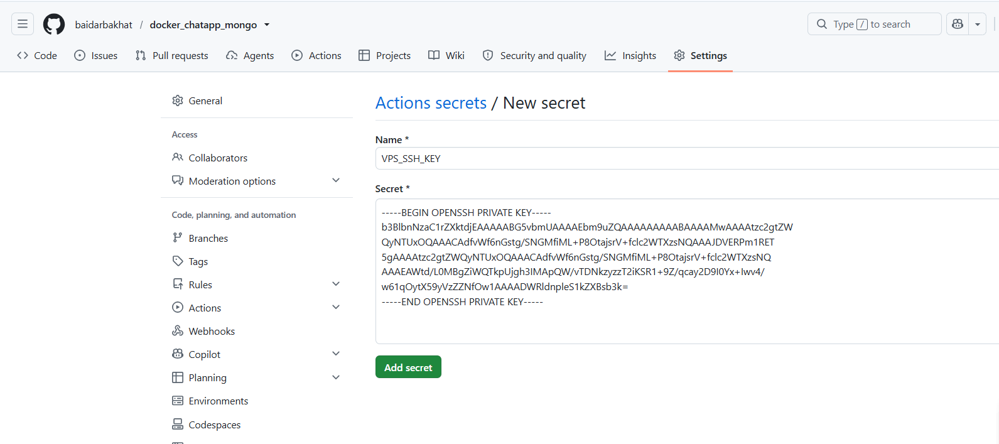 baidarbakhat / docker_chatapp_mongo
Type / to search
Code
Issues
Pull requests
Agents
Actions
Projects
Wiki
Security and quality
Insights
Settings
General
Access
Collaborators
Moderation options
Code, planning, and automation
Branches
Tags
Rules
Actions
Webhooks
Copilot
Planning
Environments
Codespaces
Actions secrets / New secret
Name *
VPS_SSH_KEY
Secret *
-----BEGIN OPENSSH PRIVATE KEY-----
b3BlbnNzaC1rZXktdjEAAAAABG5vbmUAAAAEbm9uZQAAAAAAAAABAAAAMwAAAAtzc2gtZW
QyNTUxOQAAACAdfvWf6nGstg/SNGMfiML+P8OtajsrV+fclc2WTXzsNQAAAJDVERPm1RET
5gAAAAtzc2gtZWQyNTUxOQAAACAdfvWf6nGstg/SNGMfiML+P8OtajsrV+fclc2WTXzsNQ
AAAEAWtd/L0MBgZiWQTkpUjgh3IMApQW/vTDNkzyzzT2iKSR1+9Z/qcay2D9I0Yx+Iwv4/
w61qOytX59yVzZZNfOw1AAAADWRldnpleS1kZXBsb3k=
-----END OPENSSH PRIVATE KEY-----
Add secret